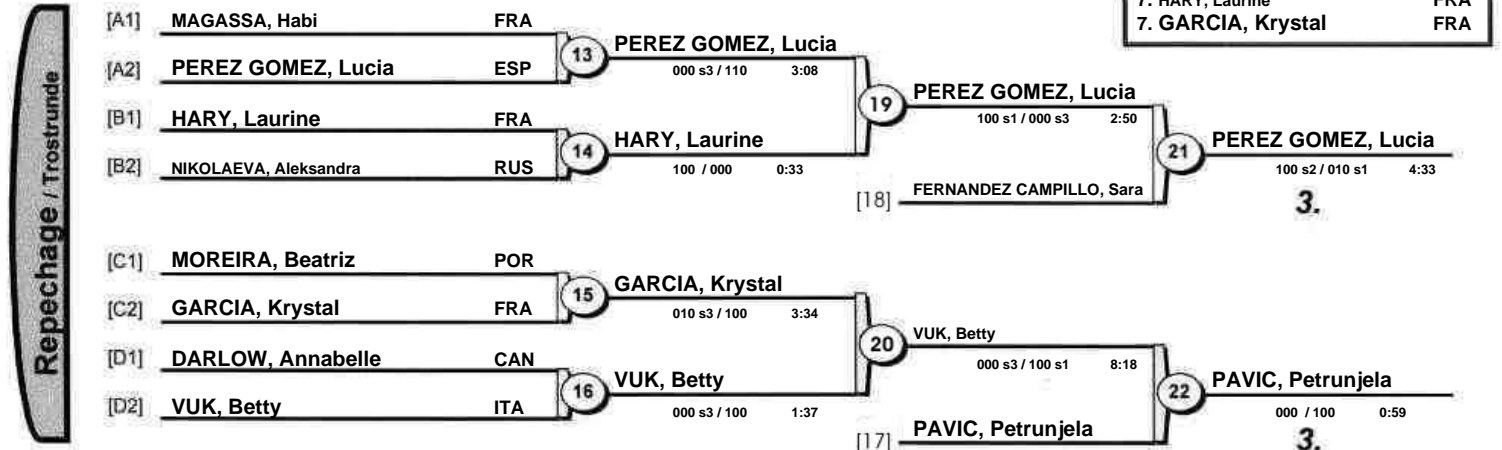 7. HARY, Laurine FRA
7. GARCIA, Krystal FRA
Repechage / Trostrunde
[A1] MAGASSA, Habi FRA
[A2] PEREZ GOMEZ, Lucia ESP
13 PEREZ GOMEZ, Lucia
000 s3 / 110 3:08
[B1] HARY, Laurine FRA
[B2] NIKOLAEVA, Aleksandra RUS
14 HARY, Laurine
100 / 000 0:33
19 PEREZ GOMEZ, Lucia
100 s1 / 000 s3 2:50
[18] FERNANDEZ CAMPILLO, Sara
21 PEREZ GOMEZ, Lucia
100 s2 / 010 s1 4:33
3.
[C1] MOREIRA, Beatriz POR
[C2] GARCIA, Krystal FRA
15 GARCIA, Krystal
010 s3 / 100 3:34
[D1] DARLOW, Annabelle CAN
[D2] VUK, Betty ITA
16 VUK, Betty
000 s3 / 100 1:37
20 VUK, Betty
000 s3 / 100 s1 8:18
[17] PAVIC, Petrunjela
22 PAVIC, Petrunjela
000 / 100 0:59
3.